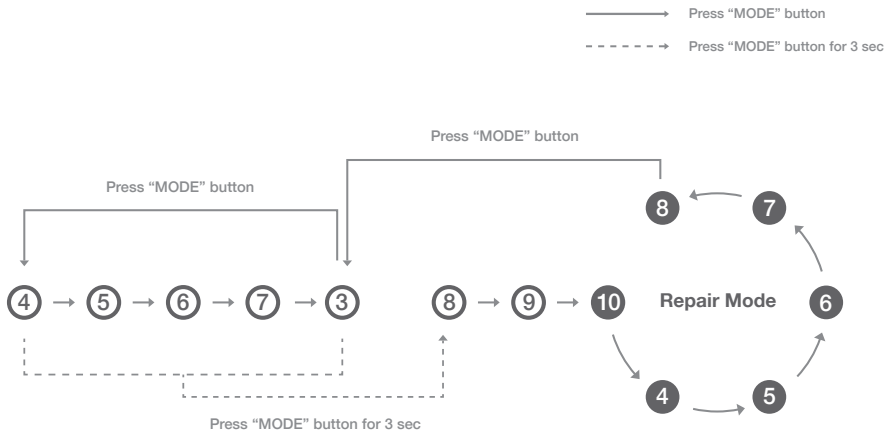 Press “MODE” button
Press “MODE” button for 3 sec
Press “MODE” button
Press “MODE” button
8 7
4 5 6 7 3 8 9 10 Repair Mode 6
4 5
Press “MODE” button for 3 sec